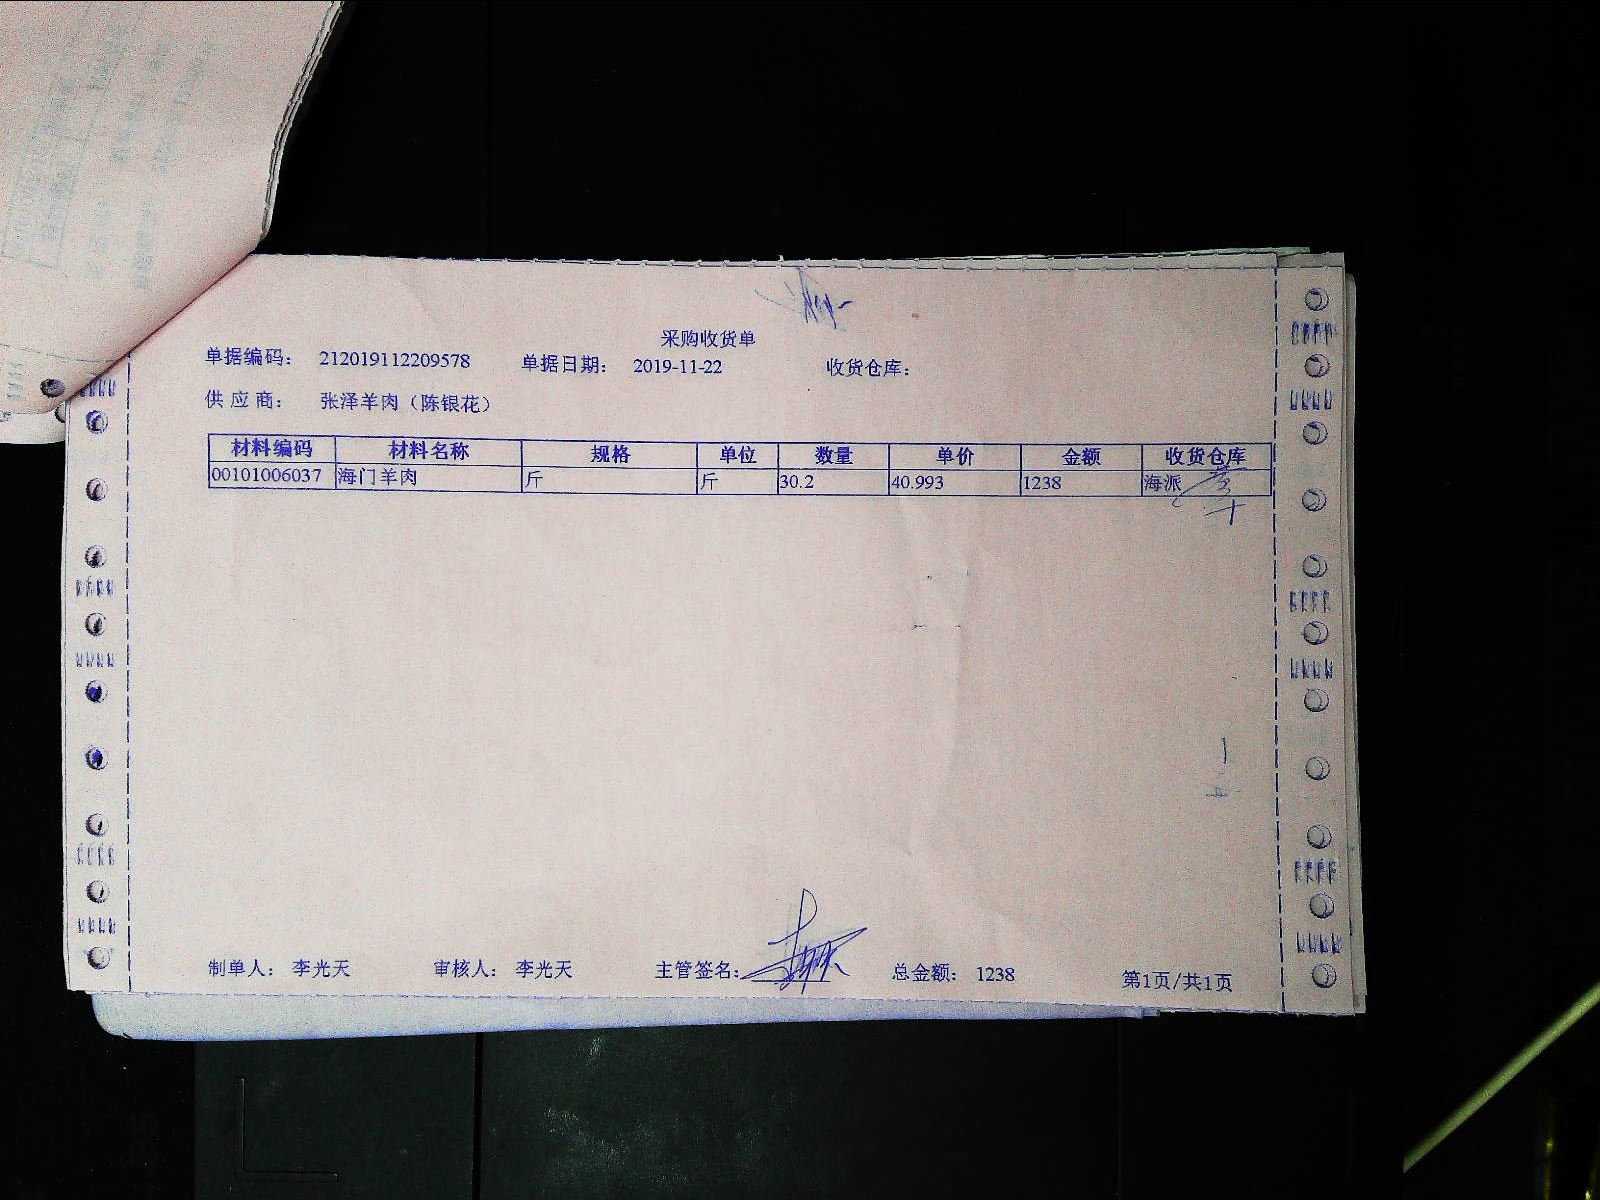 采购收货单
单据编码： 212019112209578 单据日期： 2019-11-22 收货仓库：
供 应 商： 张泽羊肉（陈银花）
材料编码 材料名称 规格 单位 数量 单价 金额 收货仓库
00101006037 海门羊肉 斤 斤 30.2 40.993 1238 海派
制单人： 李光天 审核人： 李光天 主管签名： 总金额： 1238 第1页/共1页